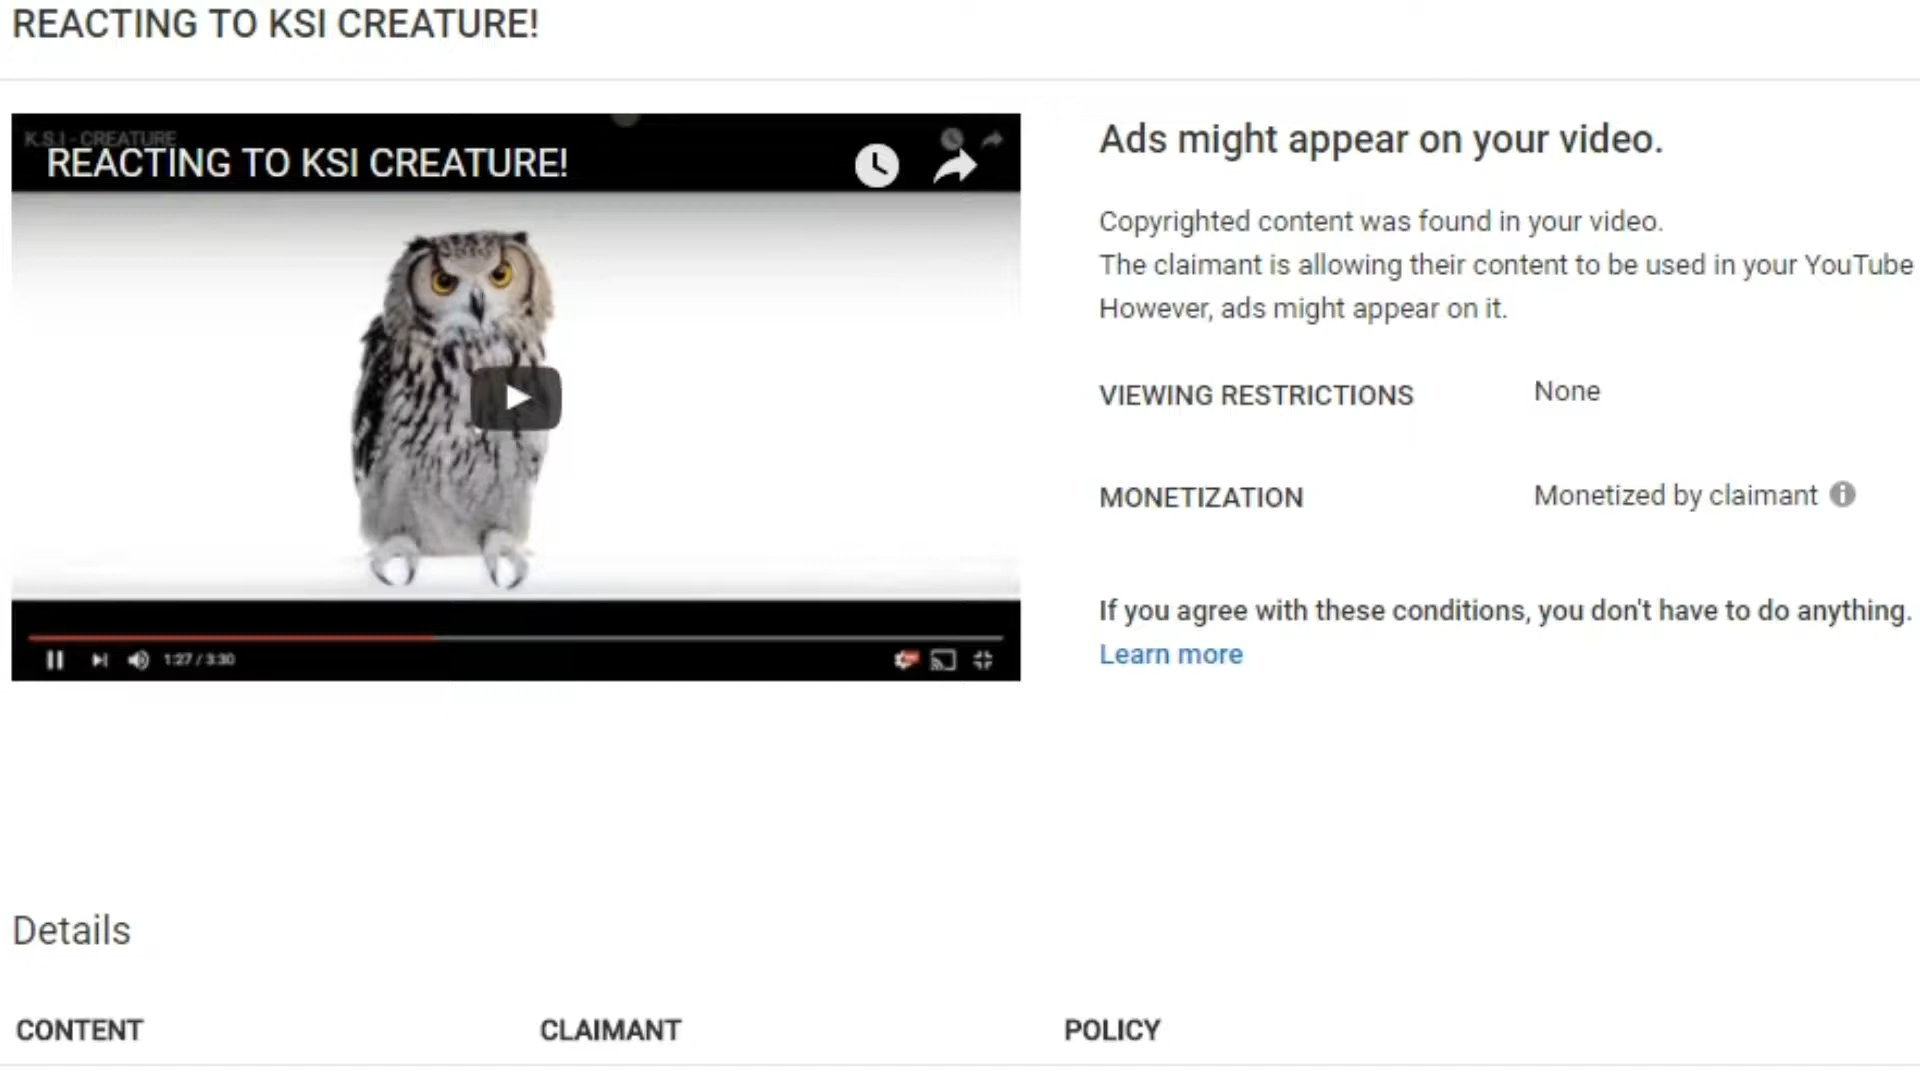 REACTING TO KSI CREATURE!
K.S.I - CREATURE
REACTING TO KSI CREATURE!
1:27 / 3:30
Ads might appear on your video.
Copyrighted content was found in your video.
The claimant is allowing their content to be used in your YouTube
However, ads might appear on it.
VIEWING RESTRICTIONS None
MONETIZATION Monetized by claimant
If you agree with these conditions, you don't have to do anything.
Learn more
Details
CONTENT CLAIMANT POLICY